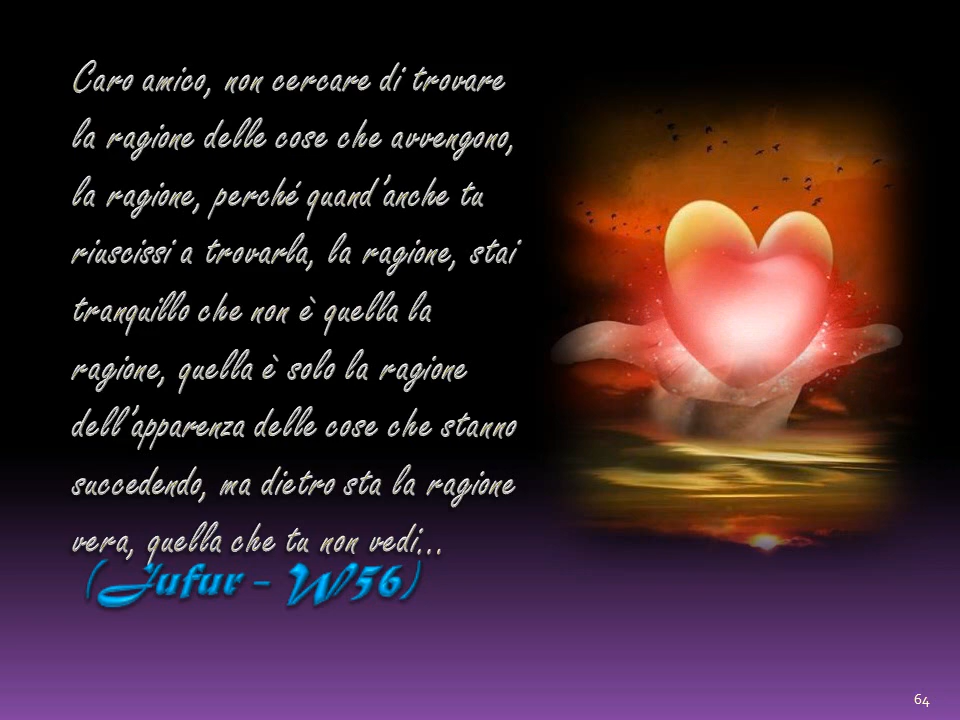 Caro amico, non cercare di trovare
la ragione delle cose che avvengono,
la ragione, perché quand'anche tu
riuscissi a trovarla, la ragione, stai
tranquillo che non è quella la
ragione, quella è solo la ragione
dell'apparenza delle cose che stanno
succedendo, ma dietro sta la ragione
vera, quella che tu non vedi...
(Jufur - W56)
64